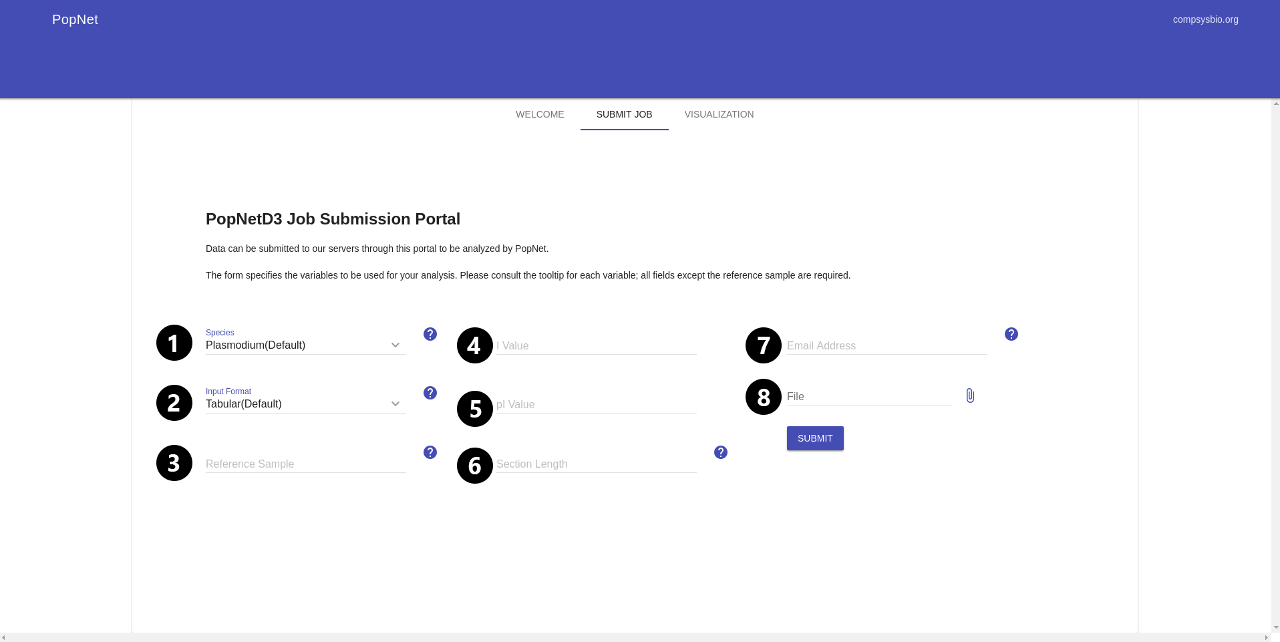 PopNet
compsysbio.org
WELCOME
SUBMIT JOB
VISUALIZATION
PopNetD3 Job Submission Portal
Data can be submitted to our servers through this portal to be analyzed by PopNet.
The form specifies the variables to be used for your analysis. Please consult the tooltip for each variable; all fields except the reference sample are required.
1
Species
Plasmodium(Default)
?
2
Input Format
Tabular(Default)
?
3
Reference Sample
?
4
I Value
5
pI Value
6
Section Length
?
7
Email Address
?
8
File
SUBMIT